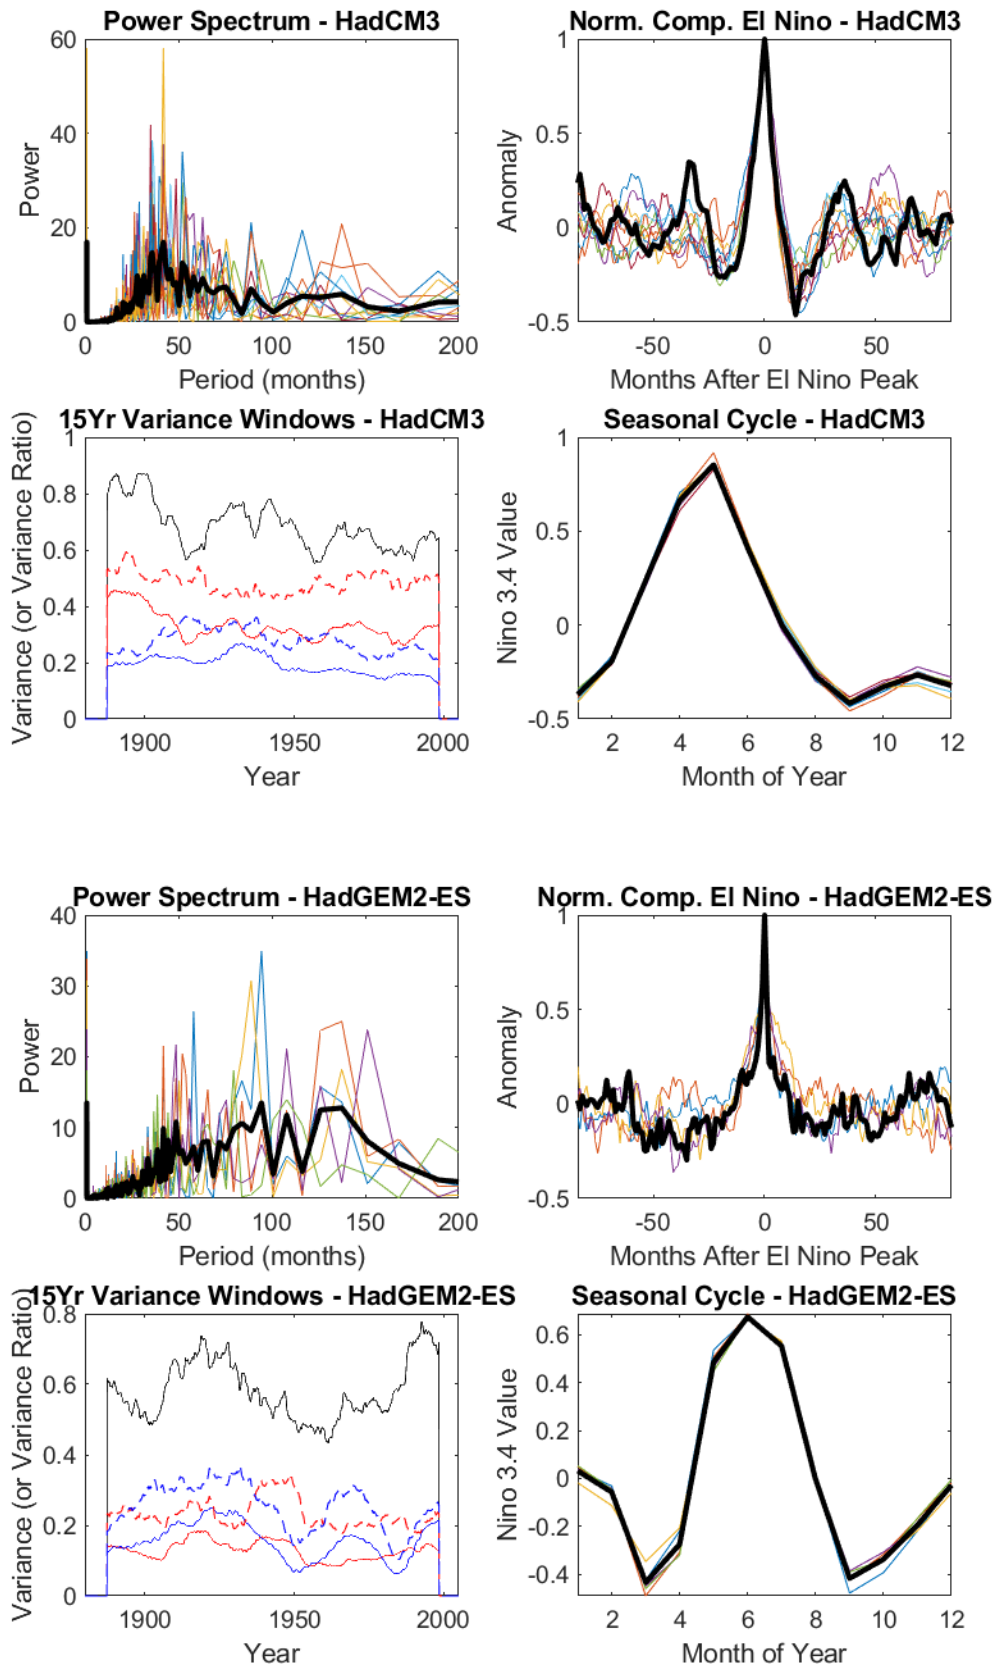 Power Spectrum - HadCM3
60
40
20
0
Power
0 50 100 150 200
Period (months)
Norm. Comp. El Nino - HadCM3
1
0.5
0
-0.5
Anomaly
-50 0 50
Months After El Nino Peak
15Yr Variance Windows - HadCM3
1
0.8
0.6
0.4
0.2
0
Variance (or Variance Ratio)
1900 1950 2000
Year
Seasonal Cycle - HadCM3
1
0.5
0
-0.5
Nino 3.4 Value
2 4 6 8 10 12
Month of Year
Power Spectrum - HadGEM2-ES
40
30
20
10
0
Power
0 50 100 150 200
Period (months)
Norm. Comp. El Nino - HadGEM2-ES
1
0.5
0
-0.5
Anomaly
-50 0 50
Months After El Nino Peak
15Yr Variance Windows - HadGEM2-ES
0.8
0.6
0.4
0.2
0
Variance (or Variance Ratio)
1900 1950 2000
Year
Seasonal Cycle - HadGEM2-ES
0.6
0.4
0.2
0
-0.2
-0.4
Nino 3.4 Value
2 4 6 8 10 12
Month of Year